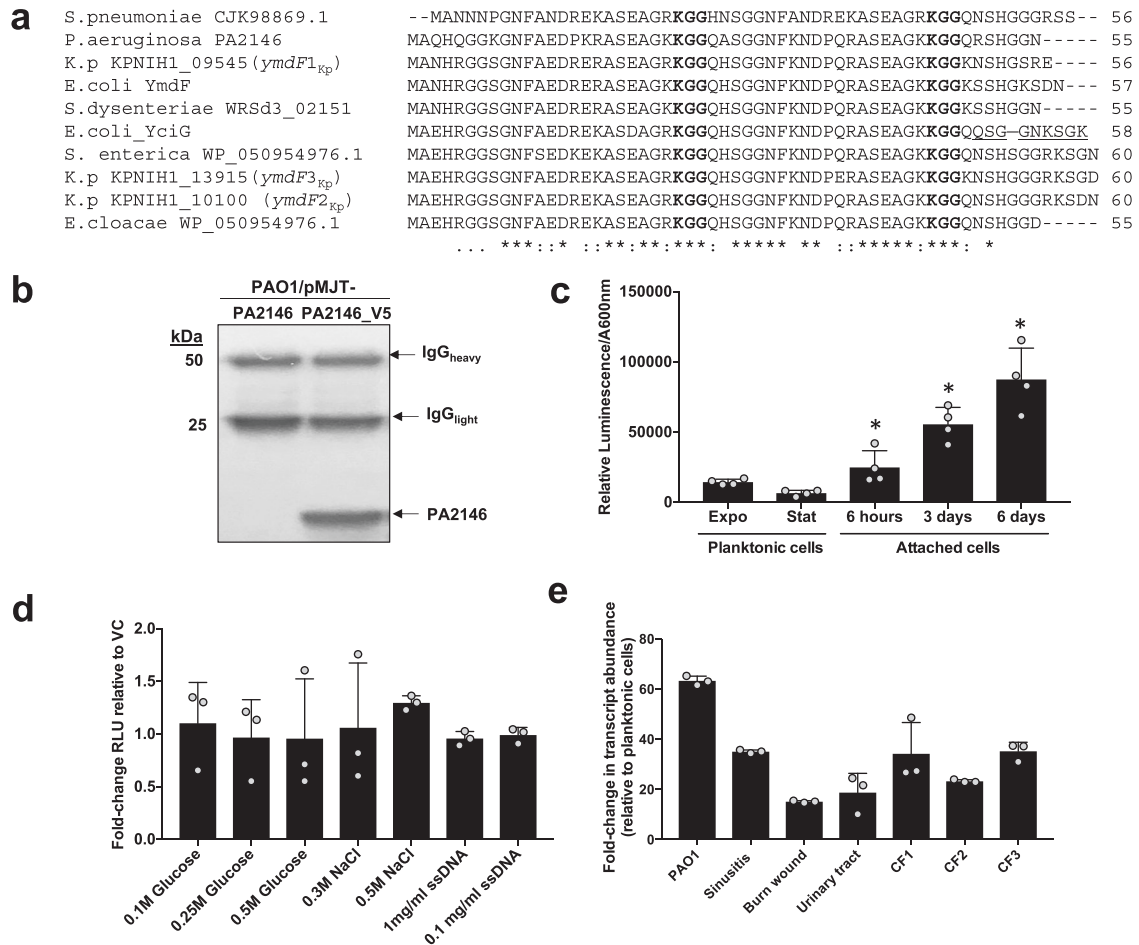 a
S.pneumoniae CJK98869.1 --MANNNPGNFANDREKASEAGRKGGHNSGGNFANDREKASEAGRKGGQNSHGGGRSS-- 56
P.aeruginosa PA2146 MAQHQGGKGNFAEDPKRASEAGKKGGQASGGNFKNDPQRASEAGKKGGQRSHGGN----- 55
K.p KPNIH1_09545(ymdF1Kp) MANHRGGSGNFAEDREKASEAGRKGGQHSGGNFKNDPQRASEAGKKGGKNSHGSRE---- 56
E.coli YmdF MANHRGGSGNFAEDREKASEAGRKGGQHSGGNFKNDPQRASEAGKKGGKSSHGKSDN--- 57
S.dysenteriae WRSd3_02151 MANHRGGSGNFAEDREKASEAGRKGGQHSGGNFKNDPQRASEAGKKGGKSSHGN----- 55
E.coli_YciG MAEHRGGSGNFAEDREKASDAGRKGGQHSGGNFKNDPQRASEAGKKGGQQSG-GNKSGK 58
S. enterica WP_050954976.1 MAEHRGGSGNFSEDKEKASEAGRKGGQHSGGNFKNDPQRASEAGKKGGQNSHSGGRKSGN 60
K.p KPNIH1_13915(ymdF3Kp) MAEHRGGSGNFAEDREKASEAGRKGGQHSGGNFKNDPERASEAGKKGGKNSHGGGRKSGD 60
K.p KPNIH1_10100 (ymdF2Kp) MAEHRGGSGNFAEDREKASEAGRKGGQHSGGNFKNDPQRASEAGKKGGQNSHGGGRKSDN 60
E.cloacae WP_050954976.1 MAEHRGGSGNFAEDREKASEAGKKGGQHSGGNFKNDPQRASEAGKKGGQNSHGGD----- 55
... ***::* ::**:**:***: ***** ** ::*****:***: *
b
PAO1/pMJT-
PA2146 PA2146_V5
kDa
50
25
IgGheavy
IgGlight
PA2146
c
Relative Luminescence/A600nm
150000
100000
50000
0
* * *
Expo Stat 6 hours 3 days 6 days
Planktonic cells Attached cells
d
Fold-change RLU relative to VC
2.0
1.5
1.0
0.5
0.0
0.1M Glucose
0.25M Glucose
0.5M Glucose
0.3M NaCl
0.5M NaCl
1mg/ml ssDNA
0.1 mg/ml ssDNA
e
Fold-change in transcript abundance
(relative to planktonic cells)
80
60
40
20
0
PAO1
Sinusitis
Burn wound
Urinary tract
CF1
CF2
CF3